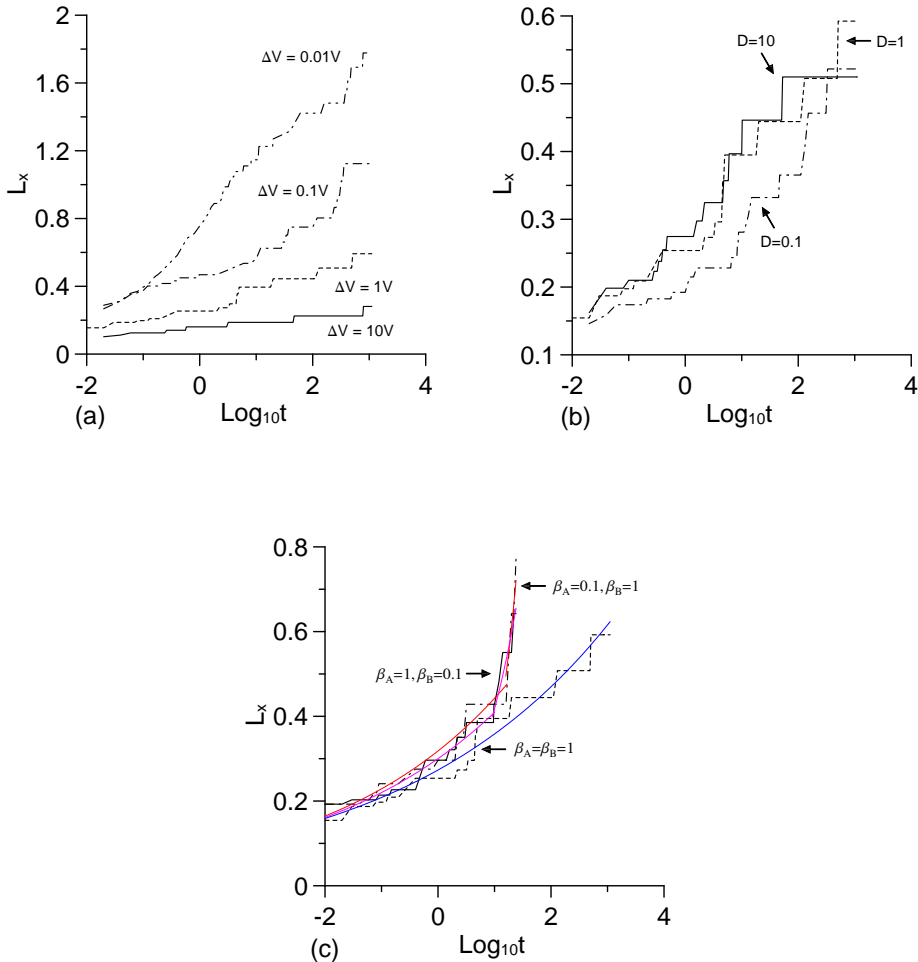 2
1.6
1.2
0.8
0.4
0
Lx
ΔV = 0.01V
ΔV = 0.1V
ΔV = 1V
ΔV = 10V
-2
0
2
4
(a)
Log10t
0.6
0.5
0.4
0.3
0.2
0.1
Lx
D=10
D=1
D=0.1
-2
0
2
4
(b)
Log10t
0.8
0.6
0.4
0.2
0
Lx
βA=0.1, βB=1
βA=1, βB=0.1
βA=βB=1
-2
0
2
4
(c)
Log10t